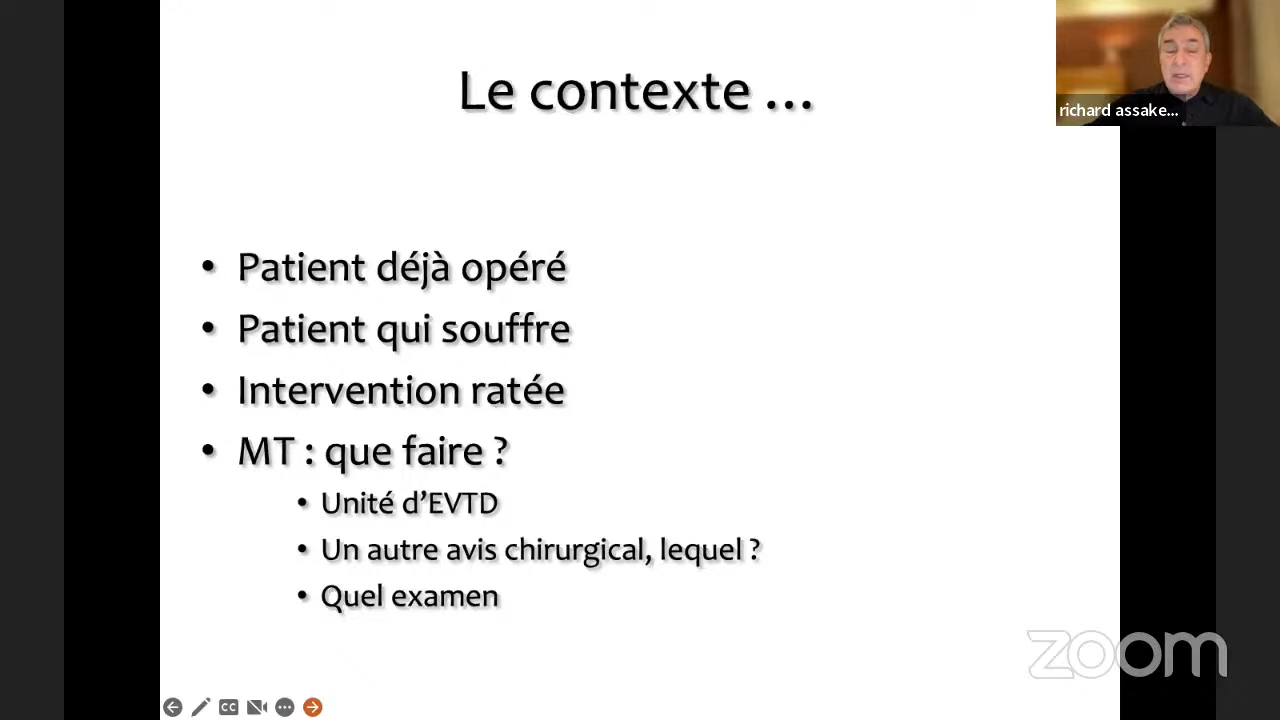 Le contexte ...
richard assake...
• Patient déjà opéré
• Patient qui souffre
• Intervention ratée
• MT : que faire ?
• Unité d’EVTD
• Un autre avis chirurgical, lequel ?
• Quel examen
zoom
CC